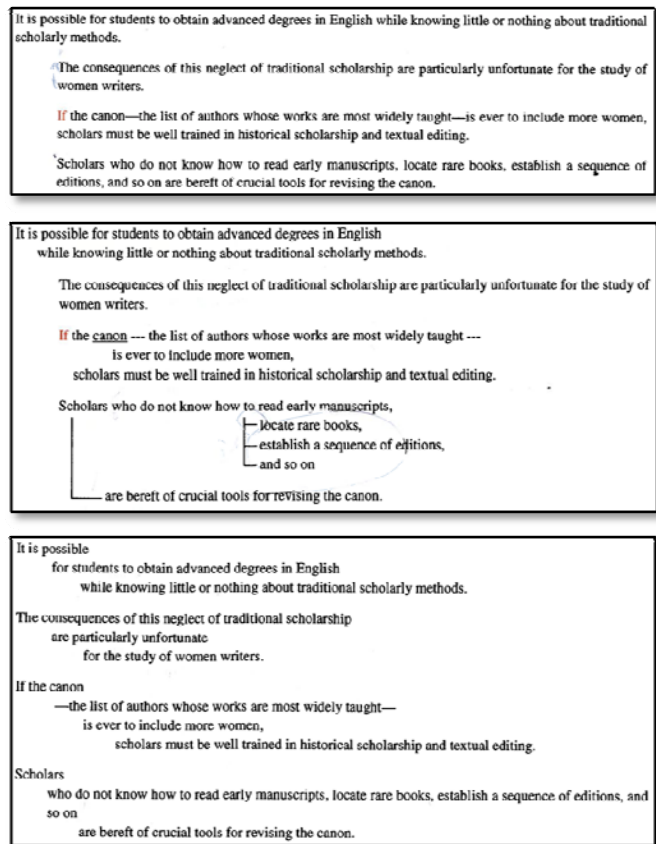 It is possible for students to obtain advanced degrees in English while knowing little or nothing about traditional
scholarly methods.
The consequences of this neglect of traditional scholarship are particularly unfortunate for the study of
women writers.
If the canon—the list of authors whose works are most widely taught—is ever to include more women,
scholars must be well trained in historical scholarship and textual editing.
Scholars who do not know how to read early manuscripts, locate rare books, establish a sequence of
editions, and so on are bereft of crucial tools for revising the canon.
It is possible for students to obtain advanced degrees in English
while knowing little or nothing about traditional scholarly methods.
The consequences of this neglect of traditional scholarship are particularly unfortunate for the study of
women writers.
If the canon --- the list of authors whose works are most widely taught ---
is ever to include more women,
scholars must be well trained in historical scholarship and textual editing.
Scholars who do not know how to read early manuscripts,
locate rare books,
establish a sequence of editions,
and so on
are bereft of crucial tools for revising the canon.
It is possible
for students to obtain advanced degrees in English
while knowing little or nothing about traditional scholarly methods.
The consequences of this neglect of traditional scholarship
are particularly unfortunate
for the study of women writers.
If the canon
—the list of authors whose works are most widely taught—
is ever to include more women,
scholars must be well trained in historical scholarship and textual editing.
Scholars
who do not know how to read early manuscripts, locate rare books, establish a sequence of editions, and
so on
are bereft of crucial tools for revising the canon.